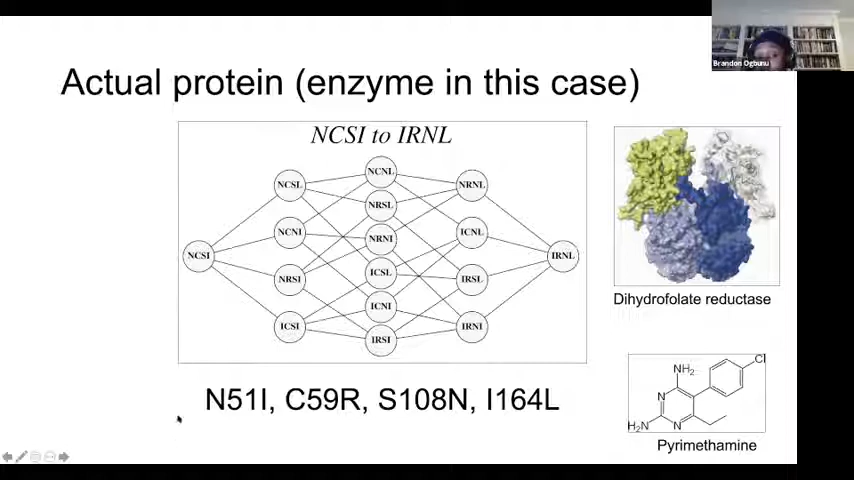 Brandon Ogbunu
Actual protein (enzyme in this case)
NCSI to IRNL
NCSI
NCSL
NCNI
NRSI
ICSI
NCNL
NRSL
NRNI
ICSL
ICNI
IRSI
NRNL
ICNL
IRSL
IRNI
IRNL
Dihydrofolate reductase
N51I, C59R, S108N, I164L
Cl
NH2
N
H2N
N
Pyrimethamine